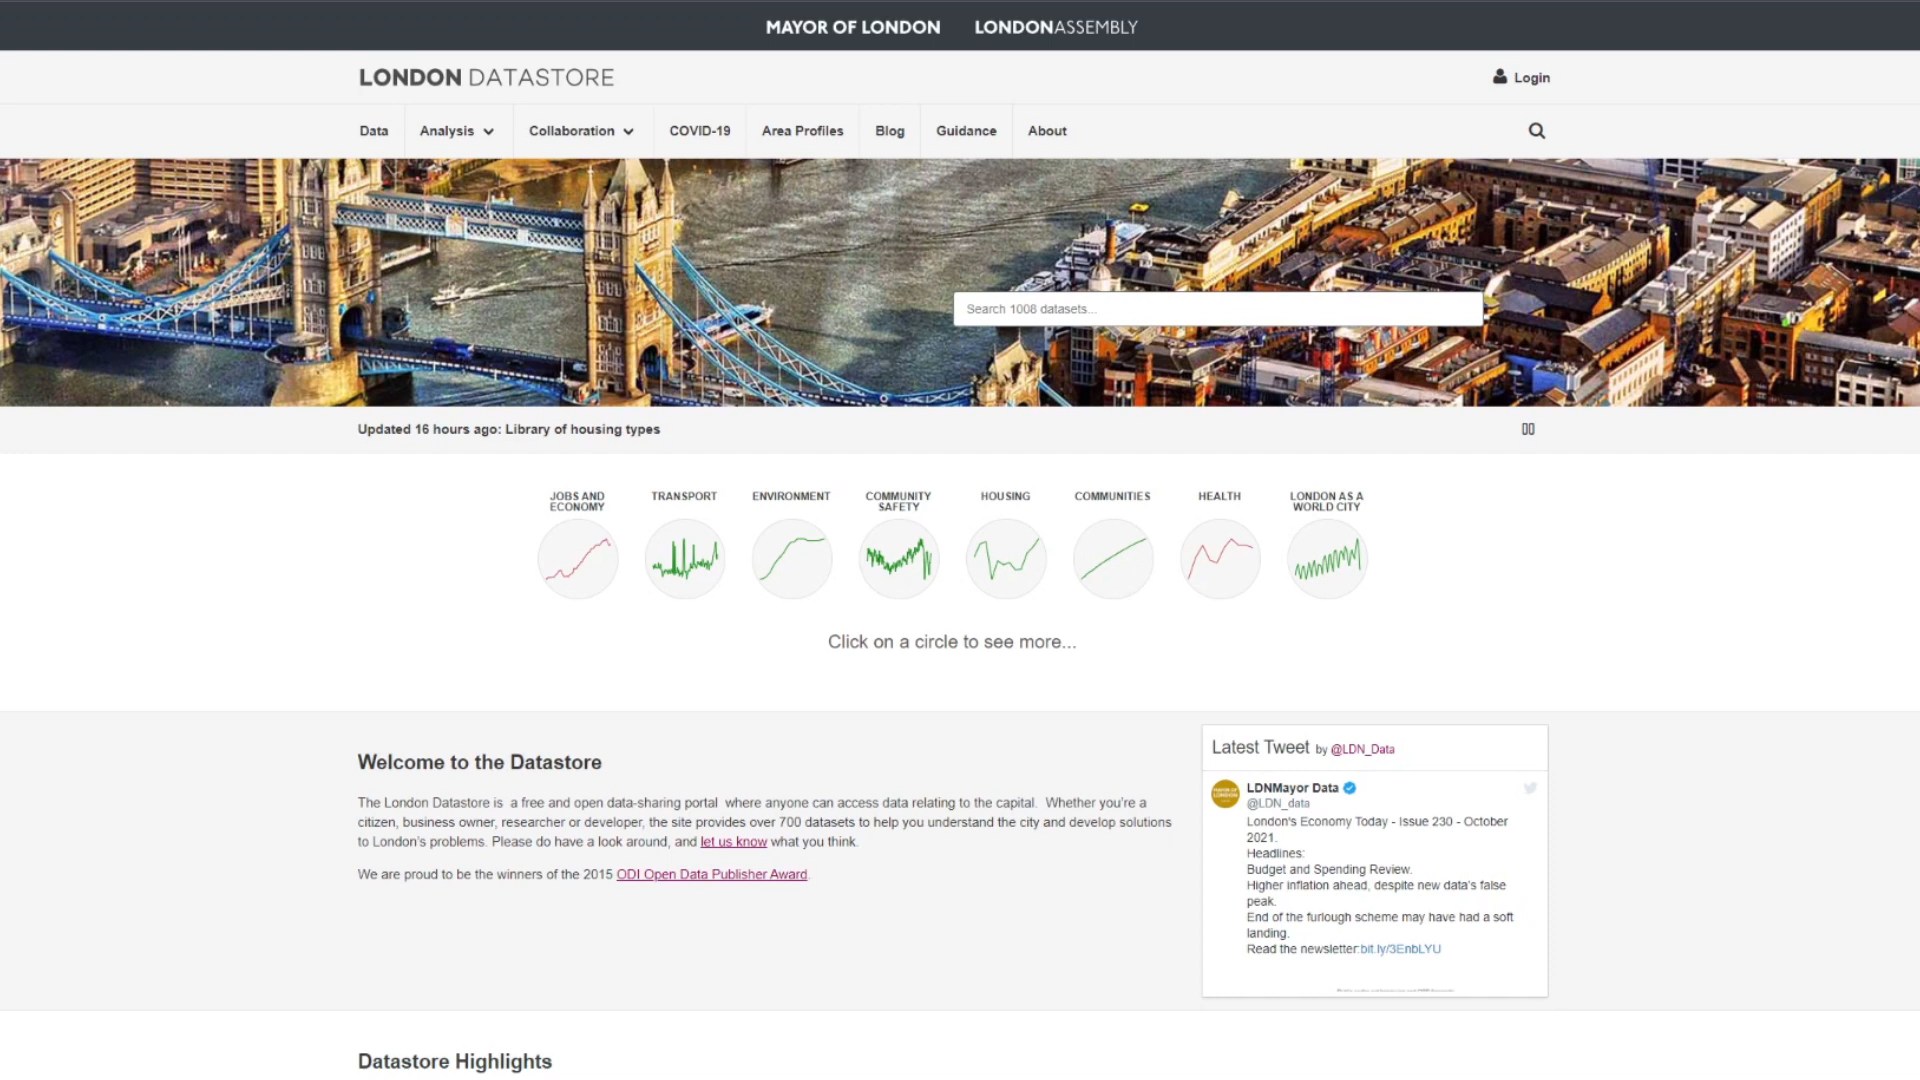 MAYOR OF LONDON LONDONASSEMBLY
LONDON DATASTORE
Login
Data Analysis Collaboration COVID-19 Area Profiles Blog Guidance About
Search 1008 datasets...
Updated 16 hours ago: Library of housing types
JOBS AND ECONOMY
TRANSPORT
ENVIRONMENT
COMMUNITY SAFETY
HOUSING
COMMUNITIES
HEALTH
LONDON AS A WORLD CITY
Click on a circle to see more...
Welcome to the Datastore
The London Datastore is a free and open data-sharing portal where anyone can access data relating to the capital. Whether you're a
citizen, business owner, researcher or developer, the site provides over 700 datasets to help you understand the city and develop solutions
to London's problems. Please do have a look around, and let us know what you think.
We are proud to be the winners of the 2015 ODI Open Data Publisher Award.
Latest Tweet by @LDN_Data
LDNMayor Data
@LDN_data
London's Economy Today - Issue 230 - October
2021.
Headlines:
Budget and Spending Review.
Higher inflation ahead, despite new data's false
peak.
End of the furlough scheme may have had a soft
landing.
Read the newsletter:bit.ly/3EnbLYU
Datastore Highlights